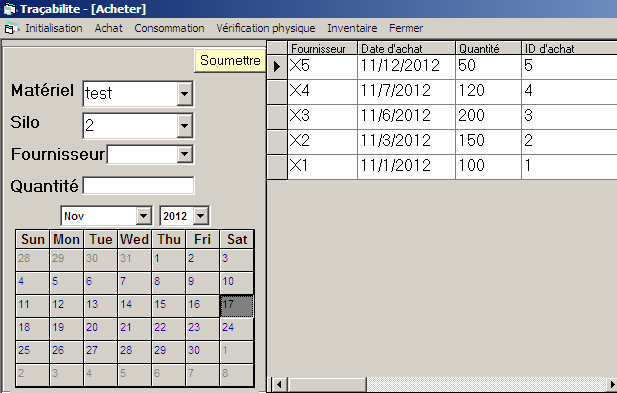 Traçabilite - [Acheter]
Initialisation Achat Consommation Vérification physique Inventaire Fermer
Soumettre
Matériel test
Silo 2
Fournisseur
Quantité
Nov 2012
Sun Mon Tue Wed Thu Fri Sat
28 29 30 31 1 2 3
4 5 6 7 8 9 10
11 12 13 14 15 16 17
18 19 20 21 22 23 24
25 26 27 28 29 30 1
2 3 4 5 6 7 8
Fournisseur Date d'achat Quantité ID d'achat
X5 11/12/2012 50 5
X4 11/7/2012 120 4
X3 11/6/2012 200 3
X2 11/3/2012 150 2
X1 11/1/2012 100 1